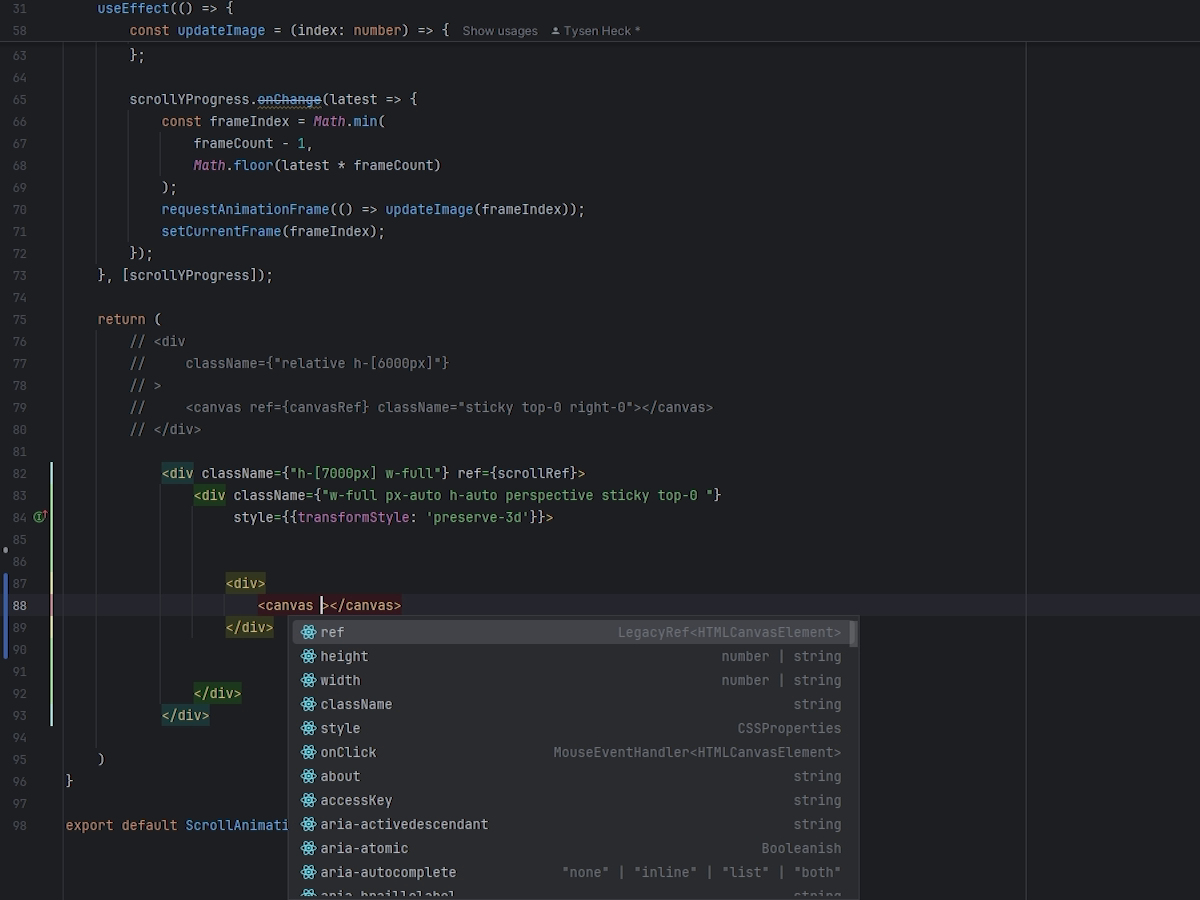 31 useEffect(() => {
58 const updateImage = (index: number) => { Show usages Tysen Heck *
63 };
64
65 scrollYProgress.onChange(latest => {
66 const frameIndex = Math.min(
67 frameCount - 1,
68 Math.floor(latest * frameCount)
69 );
70 requestAnimationFrame(() => updateImage(frameIndex));
71 setCurrentFrame(frameIndex);
72 });
73 }, [scrollYProgress]);
74
75 return (
76 // <div
77 // className={"relative h-[6000px]"}
78 // >
79 // <canvas ref={canvasRef} className="sticky top-0 right-0"></canvas>
80 // </div>
81
82 <div className={"h-[7000px] w-full"} ref={scrollRef}>
83 <div className={"w-full px-auto h-auto perspective sticky top-0 "}
84 style={{transformStyle: 'preserve-3d'}}>
85
86
87 <div>
88 <canvas ></canvas>
89 </div>
90
91
92 </div>
93 </div>
94
95 )
96 }
97
98 export default ScrollAnimati
ref LegacyRef<HTMLCanvasElement>
height number | string
width number | string
className string
style CSSProperties
onClick MouseEventHandler<HTMLCanvasElement>
about string
accessKey string
aria-activedescendant string
aria-atomic Booleanish
aria-autocomplete "none" | "inline" | "list" | "both"
aria-braillelabel string